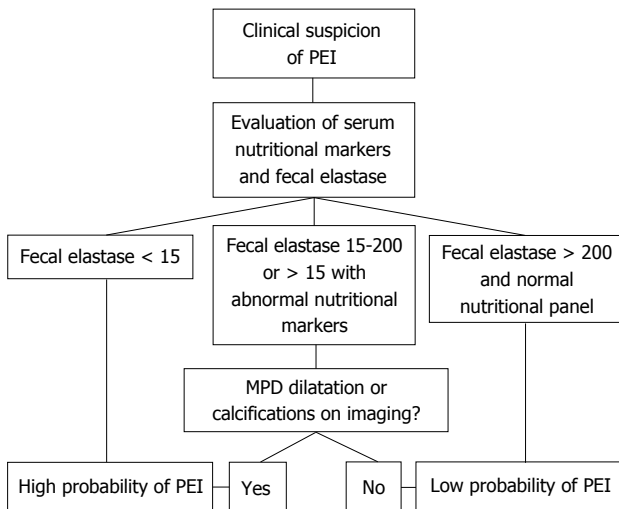 Clinical suspicion
of PEI
Evaluation of serum
nutritional markers
and fecal elastase
Fecal elastase < 15
Fecal elastase 15-200
or > 15 with
abnormal nutritional
markers
Fecal elastase > 200
and normal
nutritional panel
MPD dilatation or
calcifications on imaging?
High probability of PEI
Yes
No
Low probability of PEI